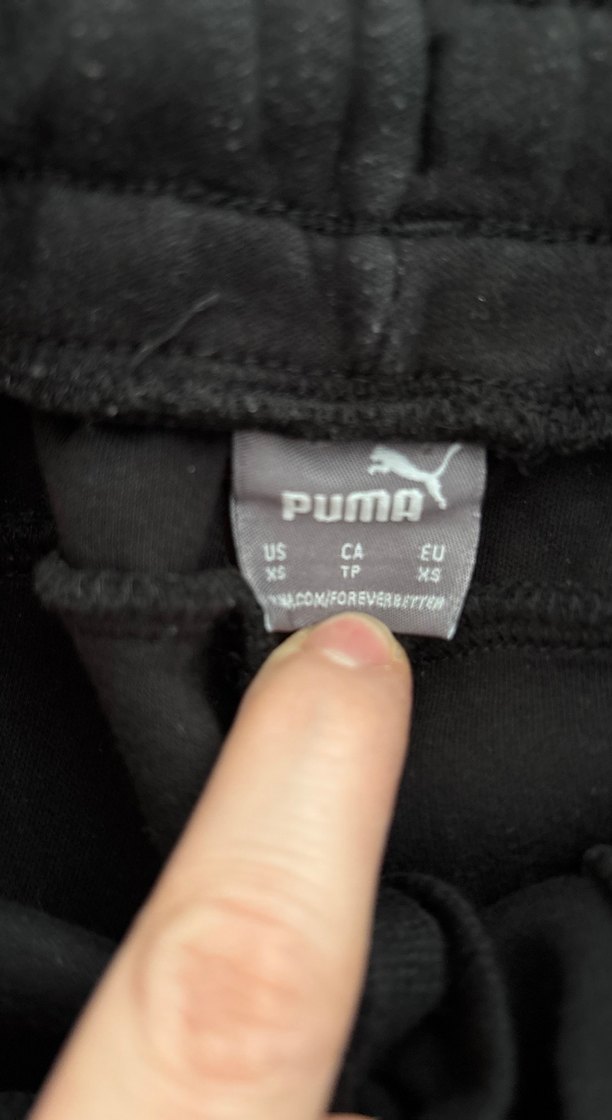 PUMA
US CA EU
XS TP XS
.COM/FOREVERBETTER